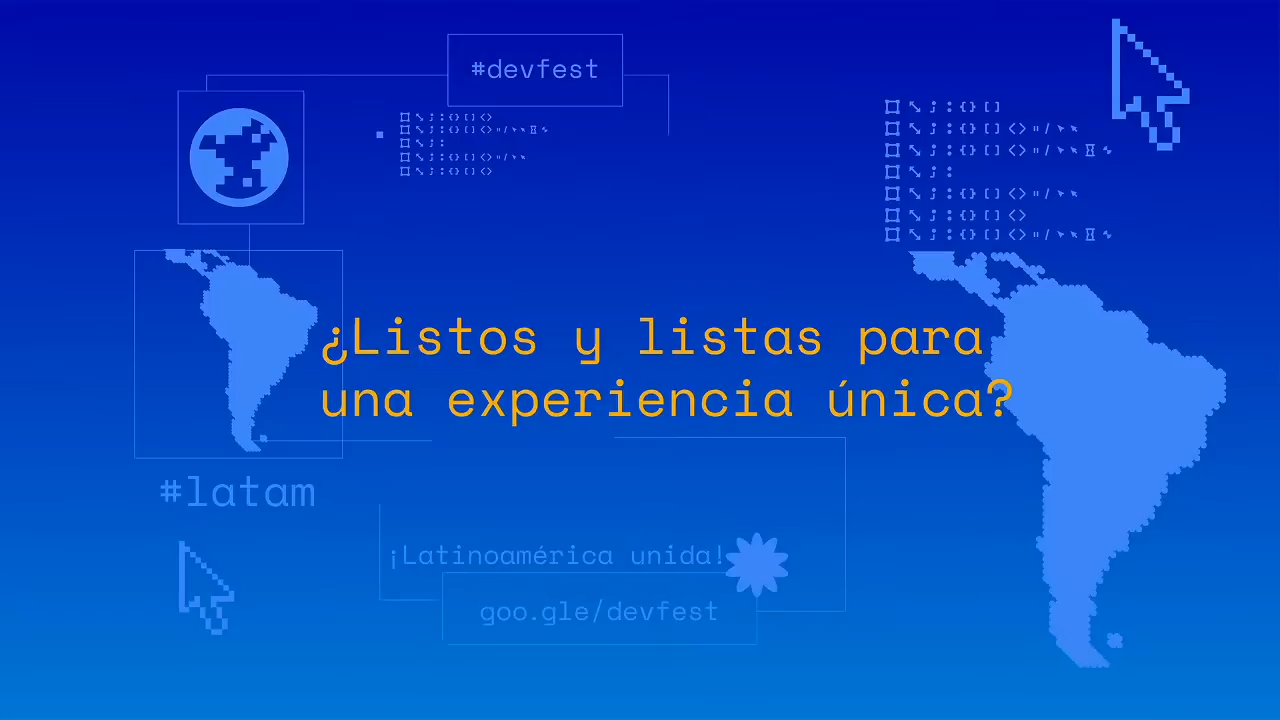 #devfest
¿Listos y listas para
una experiencia única?
#latam
¡Latinoamérica unida!
goo.gle/devfest